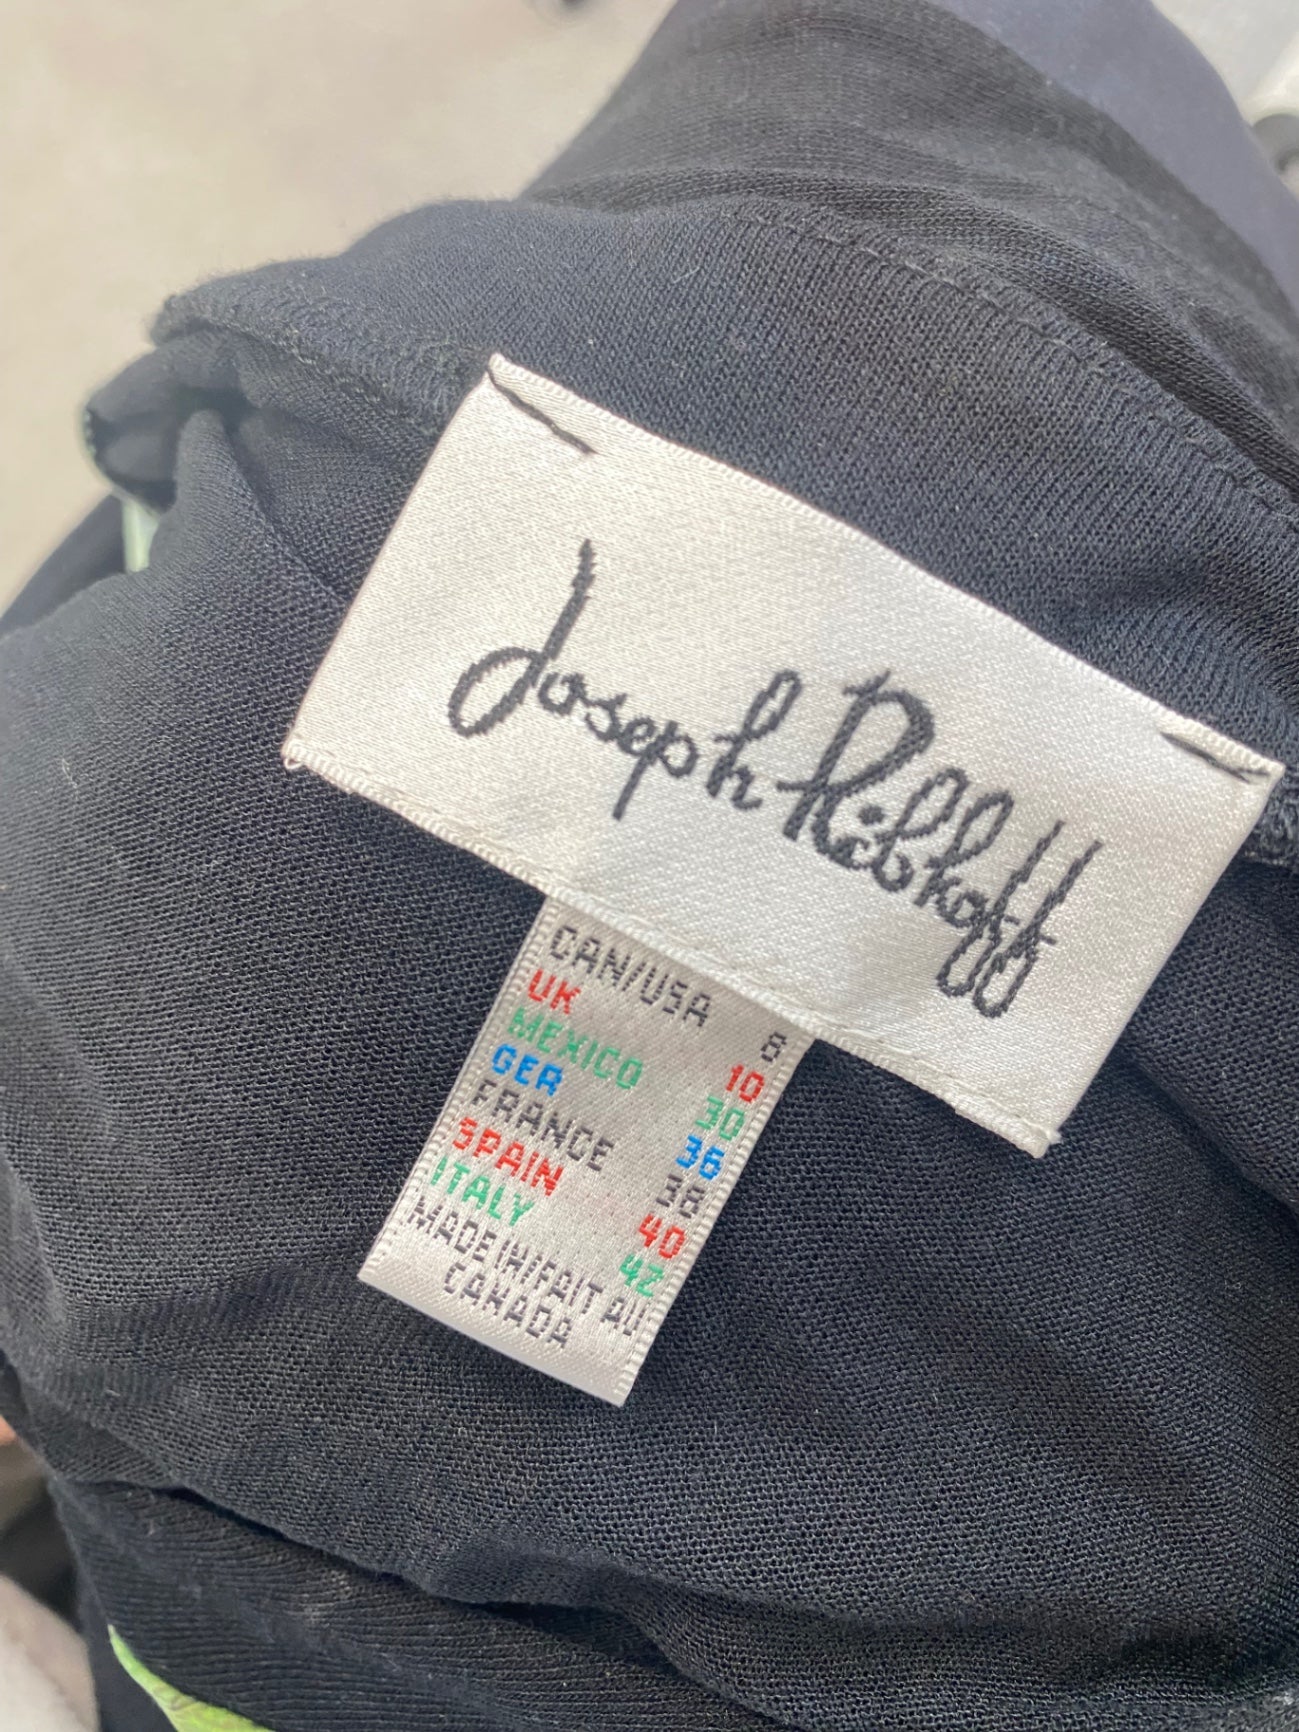 Joseph Ribkoff
CAN/USA 8
UK 10
MEXICO 30
GER 36
FRANCE 38
SPAIN 40
ITALY 42
MADE IN/FAIT AU
CANADA